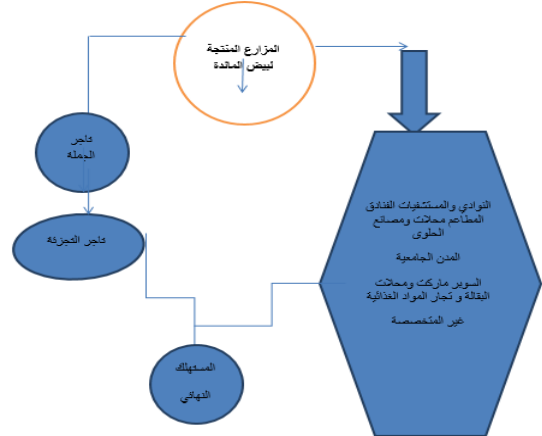 المزارع المنتجة
لبيض المائدة
تاجر
الجملة
تاجر التجزئة
النوادي والمستشفيات الفنادق
المطاعم محلات ومصانع
الحلوى
المدن الجامعية
السوبر ماركت ومحلات
البقالة و تجار المواد الغذائية
غير المتخصصة
المستهلك
النهائي